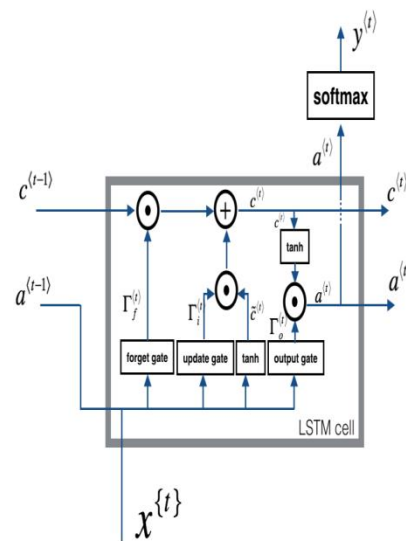 y⟨t⟩
softmax
a⟨t⟩
c⟨t-1⟩
c⟨t⟩
c⟨t⟩
c⟨t⟩
tanh
a⟨t-1⟩
Γf⟨t⟩
Γi⟨t⟩
c̃⟨t⟩
Γo⟨t⟩
a⟨t⟩
a⟨t⟩
forget gate
update gate
tanh
output gate
LSTM cell
x{t}